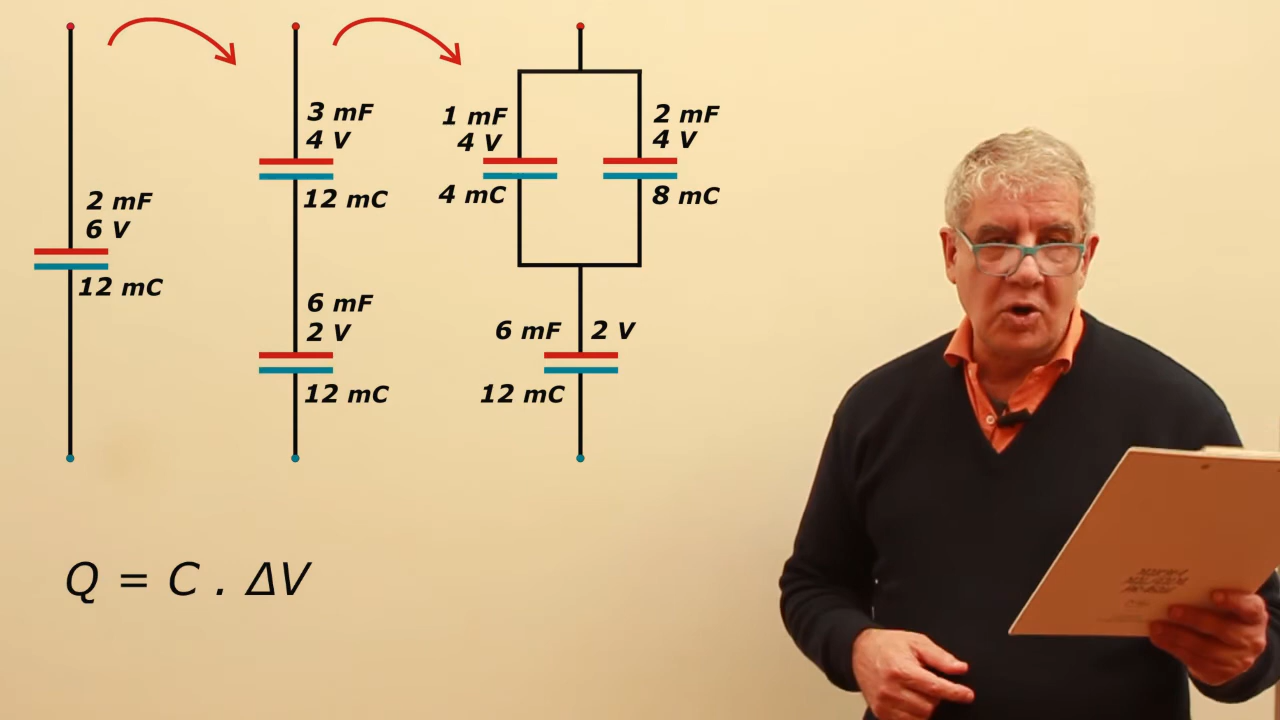 2 mF
6 V
12 mC
3 mF
4 V
12 mC
6 mF
2 V
12 mC
1 mF
4 V
4 mC
2 mF
4 V
8 mC
6 mF
2 V
12 mC
Q = C . ΔV